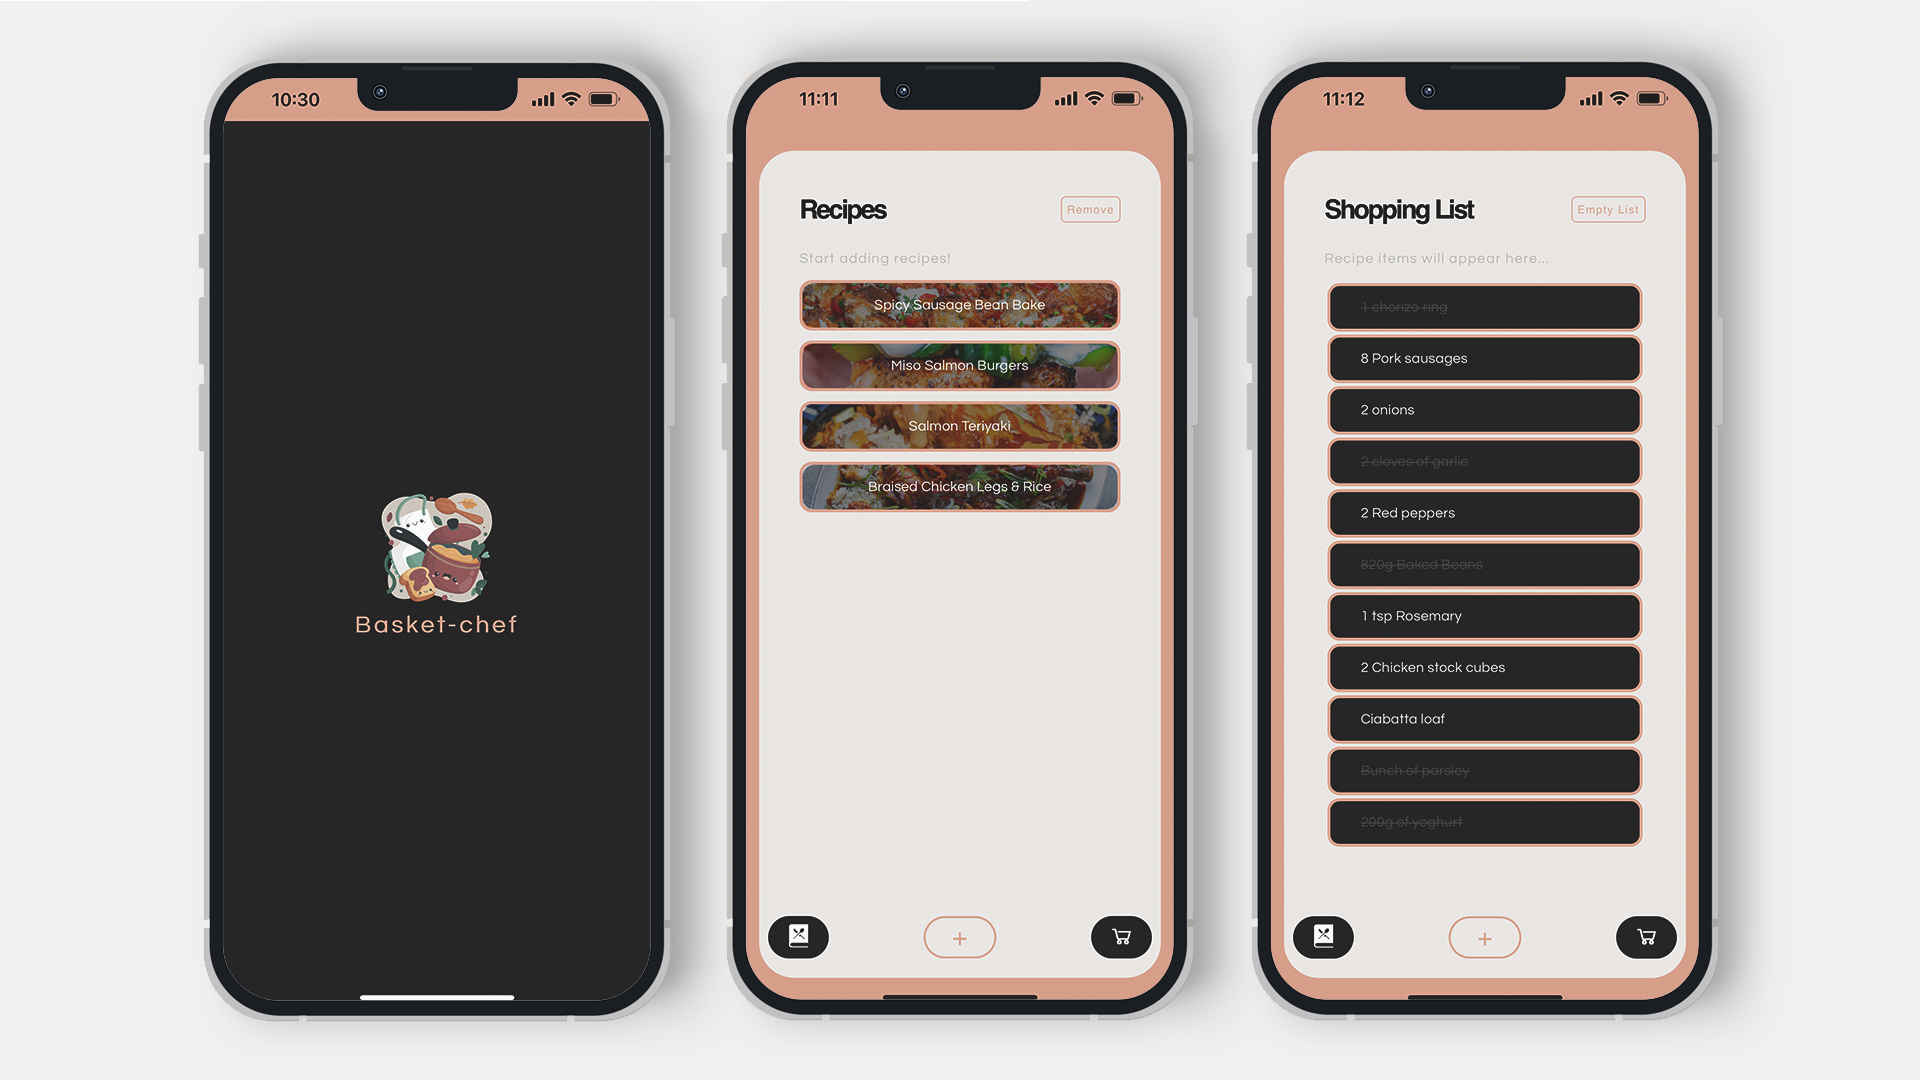 10:30
Basket-chef
11:11
Recipes
Remove
Start adding recipes!
Spicy Sausage Bean Bake
Miso Salmon Burgers
Salmon Teriyaki
Braised Chicken Legs & Rice
+
11:12
Shopping List
Empty List
Recipe items will appear here...
1 chorizo ring
8 Pork sausages
2 onions
2 cloves of garlic
2 Red peppers
820g Baked Beans
1 tsp Rosemary
2 Chicken stock cubes
Ciabatta loaf
Bunch of parsley
200g of yoghurt
+